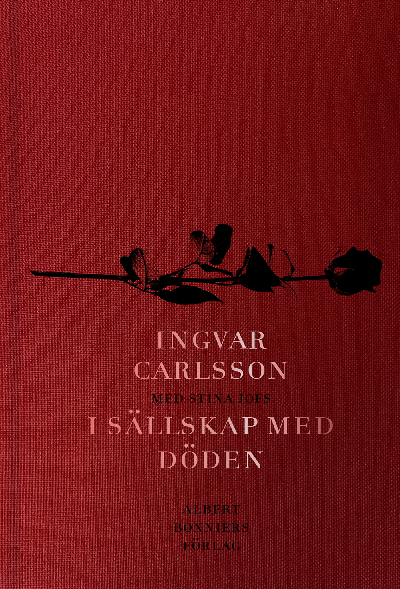 INGVAR
CARLSSON
MED STINA JOFS
I SÄLLSKAP MED
DÖDEN
ALBERT
BONNIERS
FÖRLAG